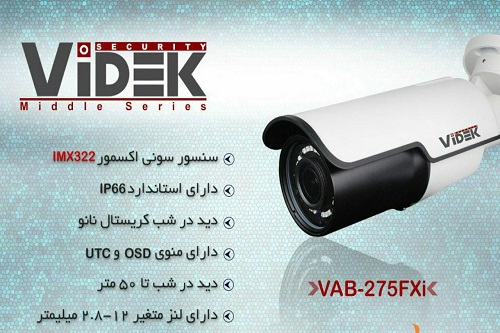 SECURITY
ViDEK
Middle Series
سنسور سونی اکسمور IMX322
دارای استاندارد IP66
دید در شب کریستال نانو
دارای منوی OSD و UTC
دید در شب تا ۵۰ متر
دارای لنز متغیر ۱۲-۲.۸ میلیمتر
ViDEK
VAB-275FXi